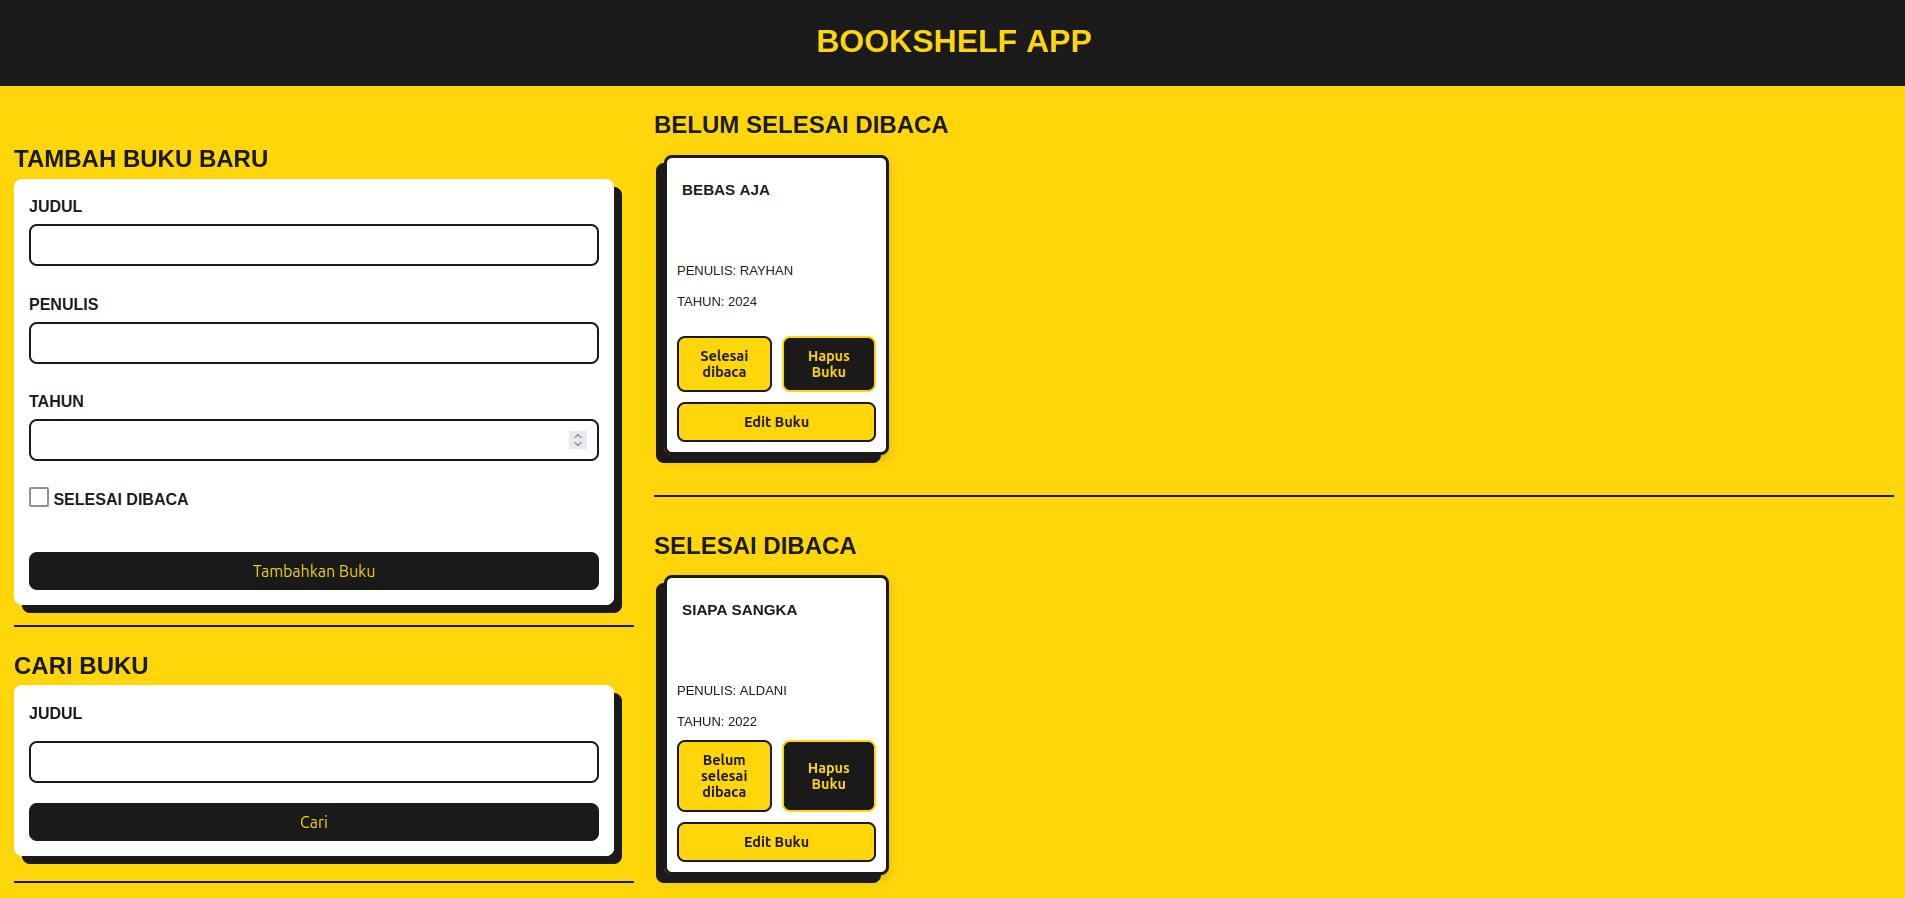 BOOKSHELF APP
TAMBAH BUKU BARU
JUDUL
PENULIS
TAHUN
SELESAI DIBACA
Tambahkan Buku
CARI BUKU
JUDUL
Cari
BELUM SELESAI DIBACA
BEBAS AJA
PENULIS: RAYHAN
TAHUN: 2024
Selesai
dibaca
Hapus
Buku
Edit Buku
SELESAI DIBACA
SIAPA SANGKA
PENULIS: ALDANI
TAHUN: 2022
Belum
selesai
dibaca
Hapus
Buku
Edit Buku